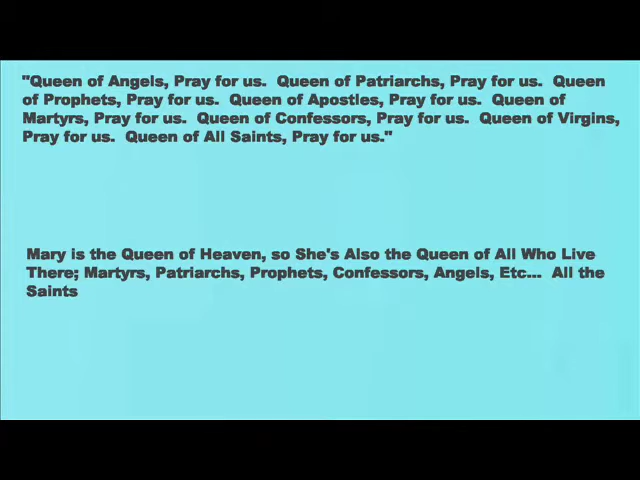 "Queen of Angels, Pray for us.  Queen of Patriarchs, Pray for us.  Queen
of Prophets, Pray for us.  Queen of Apostles, Pray for us.  Queen of
Martyrs, Pray for us.  Queen of Confessors, Pray for us.  Queen of Virgins,
Pray for us.  Queen of All Saints, Pray for us."
Mary is the Queen of Heaven, so She's Also the Queen of All Who Live
There; Martyrs, Patriarchs, Prophets, Confessors, Angels, Etc...  All the
Saints